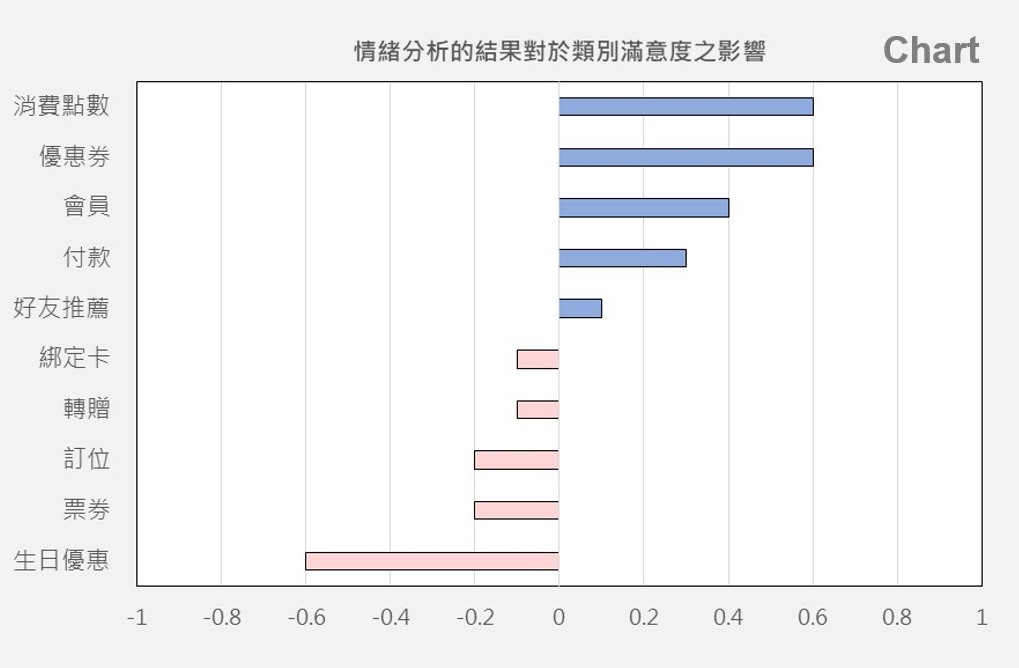 情緒分析的結果對於類別滿意度之影響
Chart
消費點數
優惠券
會員
付款
好友推薦
綁定卡
轉贈
訂位
票券
生日優惠
-1 -0.8 -0.6 -0.4 -0.2 0 0.2 0.4 0.6 0.8 1